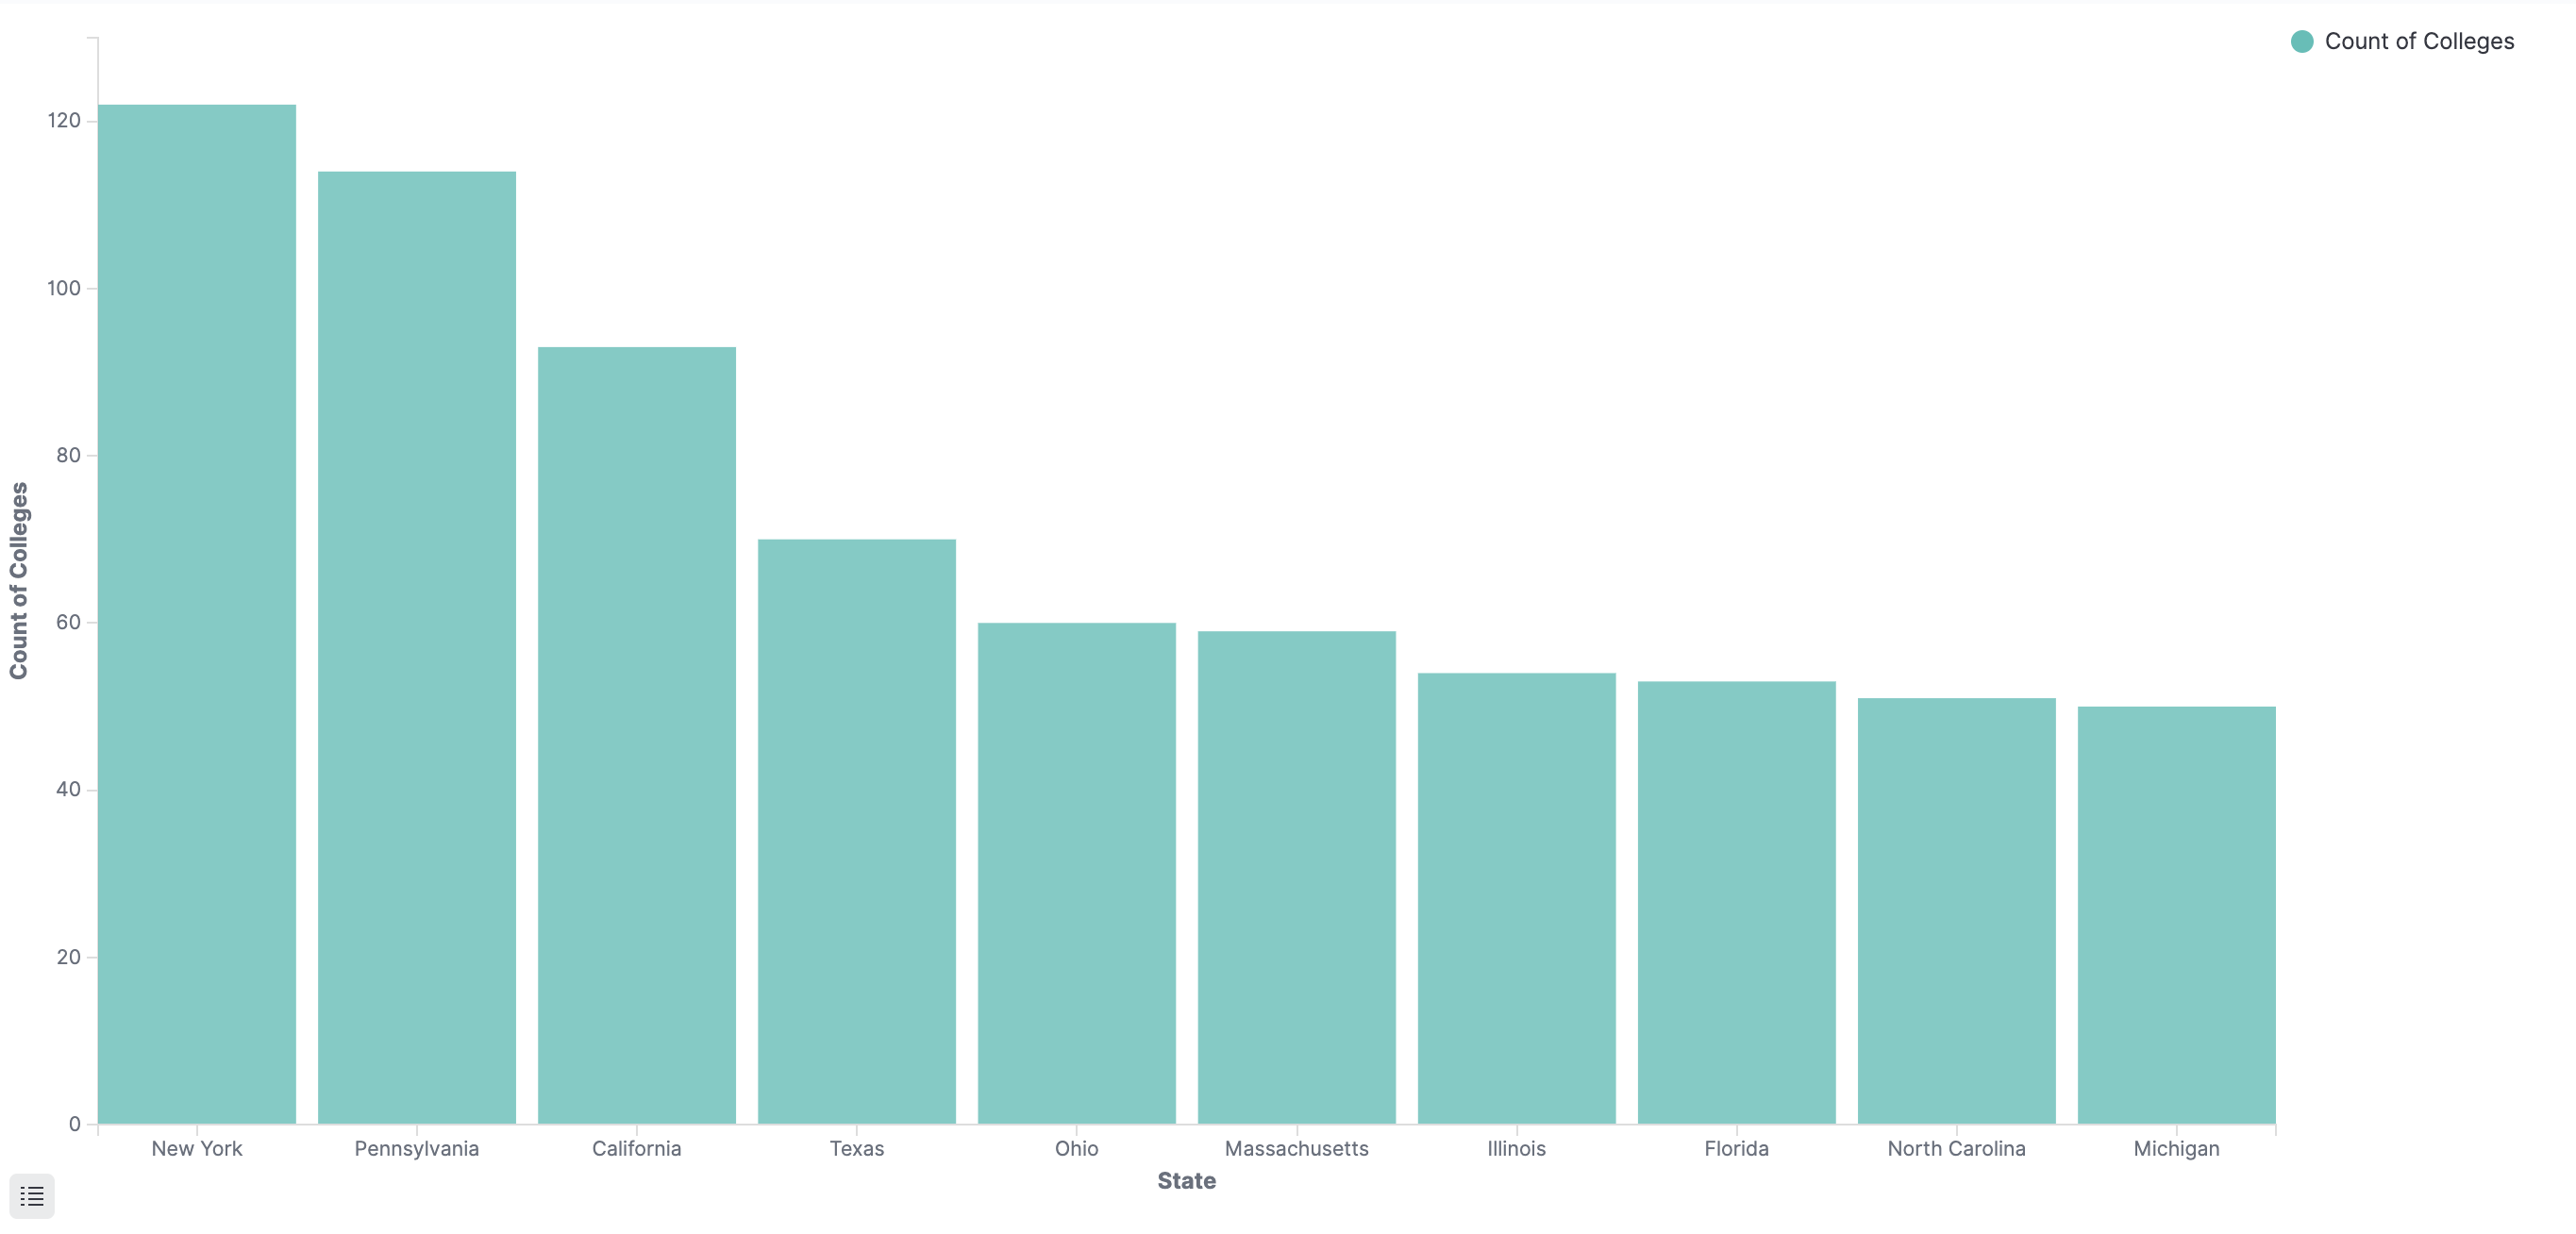 Count of Colleges
120
100
80
60
40
20
0
Count of Colleges
New York
Pennsylvania
California
Texas
Ohio
Massachusetts
Illinois
Florida
North Carolina
Michigan
State